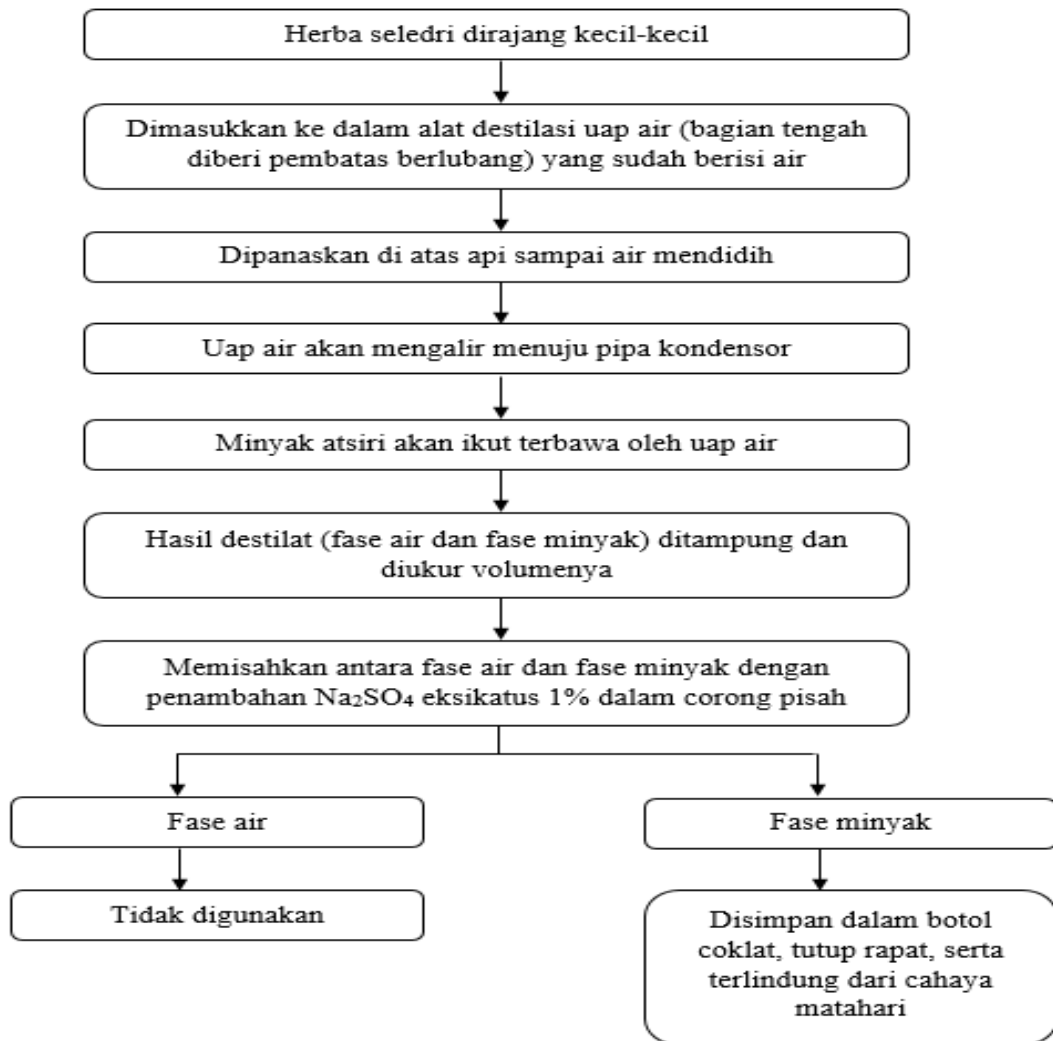 Herba seledri dirajang kecil-kecil
Dimasukkan ke dalam alat destilasi uap air (bagian tengah
diberi pembatas berlubang) yang sudah berisi air
Dipanaskan di atas api sampai air mendidih
Uap air akan mengalir menuju pipa kondensor
Minyak atsiri akan ikut terbawa oleh uap air
Hasil destilat (fase air dan fase minyak) ditampung dan
diukur volumenya
Memisahkan antara fase air dan fase minyak dengan
penambahan Na₂SO₄ eksikatus 1% dalam corong pisah
Fase air
Tidak digunakan
Fase minyak
Disimpan dalam botol
coklat, tutup rapat, serta
terlindung dari cahaya
matahari